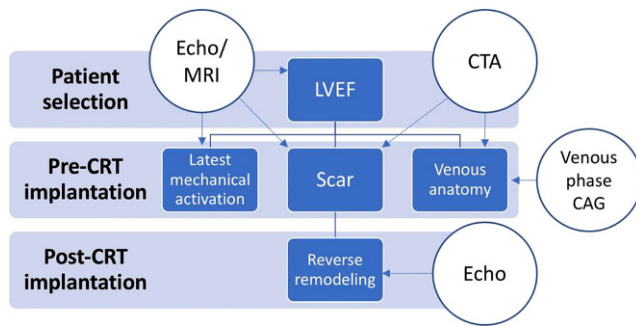 Patient
selection
Echo/
MRI
LVEF
CTA
Pre-CRT
implantation
Latest
mechanical
activation
Scar
Venous
anatomy
Venous
phase
CAG
Post-CRT
implantation
Reverse
remodeling
Echo